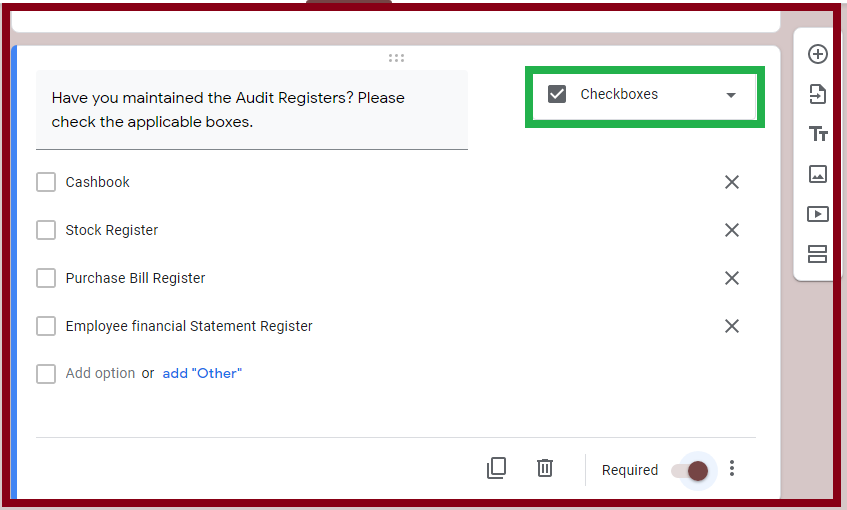 Have you maintained the Audit Registers? Please
check the applicable boxes.
Checkboxes
Cashbook
Stock Register
Purchase Bill Register
Employee financial Statement Register
Add option or add "Other"
Required
Tт